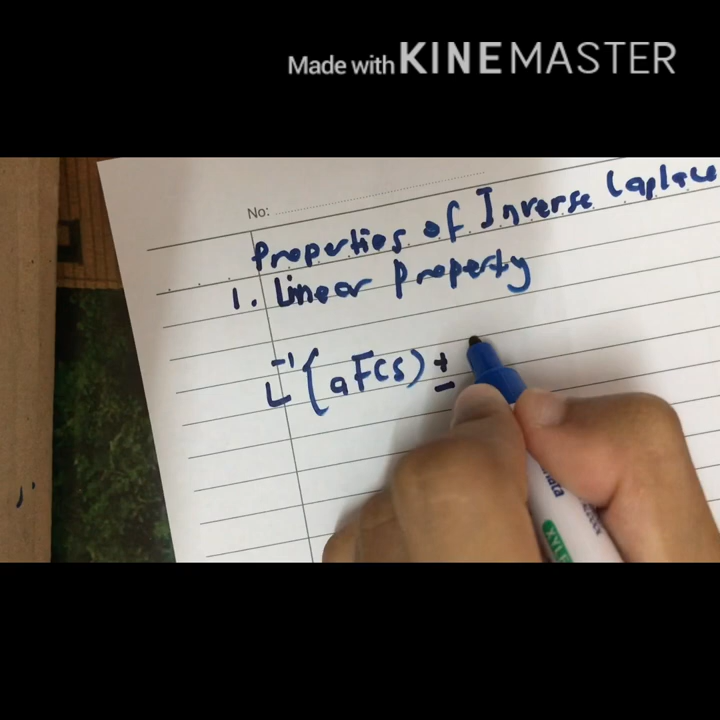 Made with KINEMASTER
No:
Properties of Inverse Laplace
1. Linear Property
L⁻¹{aF(s) ±